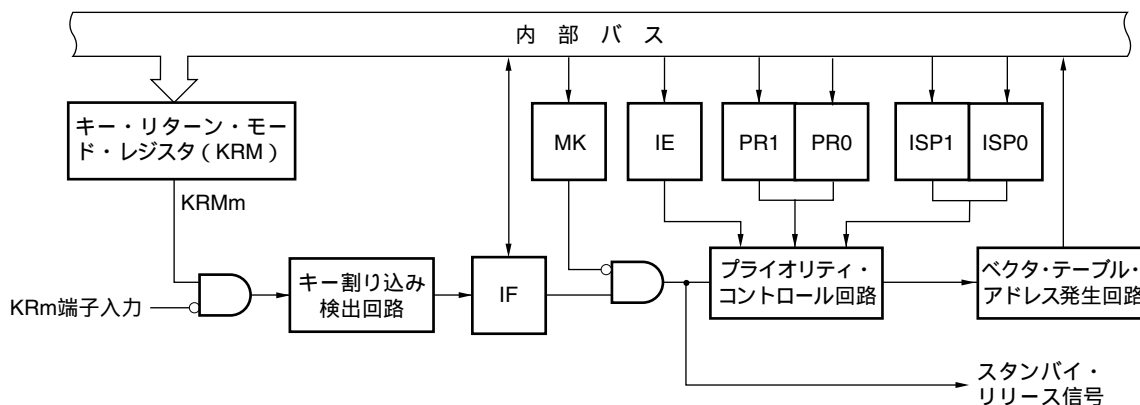 内 部 バ ス
キー・リターン・モー
ド・レジスタ（KRM）
MK
IE
PR1
PR0
ISP1
ISP0
KRMm
KRm端子入力
キー割り込み
検出回路
IF
プライオリティ・
コントロール回路
ベクタ・テーブル・
アドレス発生回路
スタンバイ・
リリース信号